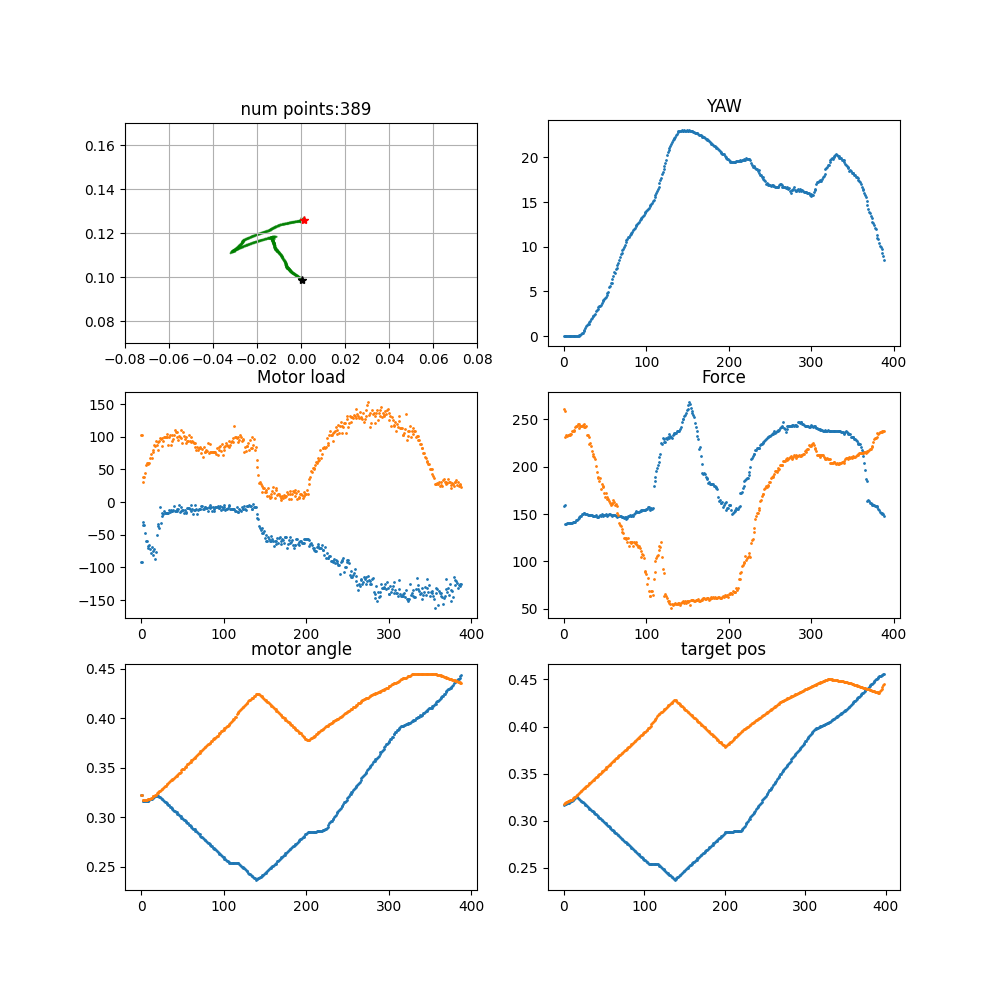 num points:389
YAW
0.16
0.14
0.12
0.10
0.08
−0.08 −0.06 −0.04 −0.02 0.00 0.02 0.04 0.06 0.08
20
15
10
5
0
0 100 200 300 400
Motor load
Force
150
100
50
0
−50
−100
−150
0 100 200 300 400
250
200
150
100
50
0 100 200 300 400
motor angle
target pos
0.45
0.40
0.35
0.30
0.25
0 100 200 300 400
0.45
0.40
0.35
0.30
0.25
0 100 200 300 400